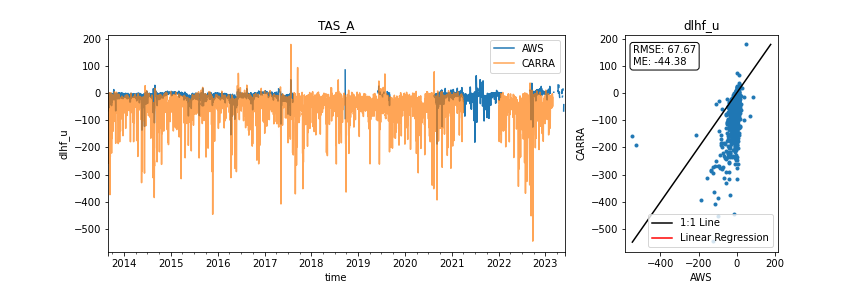 TAS_A
200
100
0
−100
−200
−300
−400
−500
dlhf_u
2014
2015
2016
2017
2018
2019
2020
2021
2022
2023
time
AWS
CARRA
dlhf_u
RMSE: 67.67
ME: -44.38
200
100
0
−100
−200
−300
−400
−500
CARRA
1:1 Line
Linear Regression
−400
−200
0
200
AWS